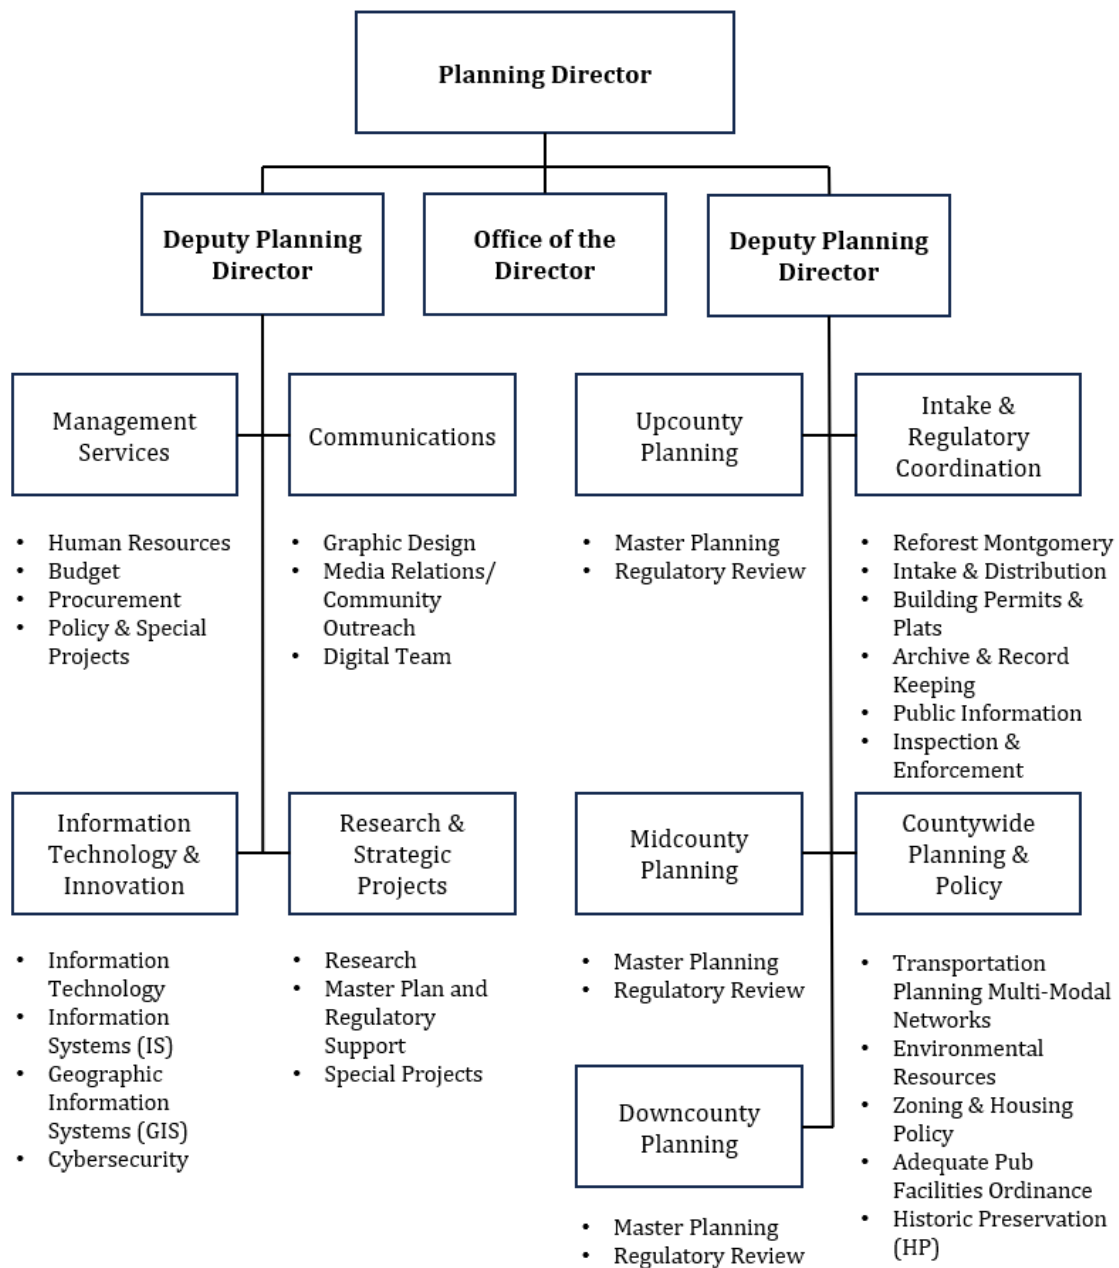 Planning Director
Deputy Planning
Director
Office of the
Director
Deputy Planning
Director
Management
Services
• Human Resources
• Budget
• Procurement
• Policy & Special
Projects
Communications
• Graphic Design
• Media Relations/
Community
Outreach
• Digital Team
Upcounty
Planning
• Master Planning
• Regulatory Review
Intake &
Regulatory
Coordination
• Reforest Montgomery
• Intake & Distribution
• Building Permits &
Plats
• Archive & Record
Keeping
• Public Information
• Inspection &
Enforcement
Information
Technology &
Innovation
• Information
Technology
• Information
Systems (IS)
• Geographic
Information
Systems (GIS)
• Cybersecurity
Research &
Strategic
Projects
• Research
• Master Plan and
Regulatory
Support
• Special Projects
Midcounty
Planning
• Master Planning
• Regulatory Review
Countywide
Planning &
Policy
• Transportation
Planning Multi-Modal
Networks
• Environmental
Resources
• Zoning & Housing
Policy
• Adequate Pub
Facilities Ordinance
• Historic Preservation
(HP)
Downcounty
Planning
• Master Planning
• Regulatory Review